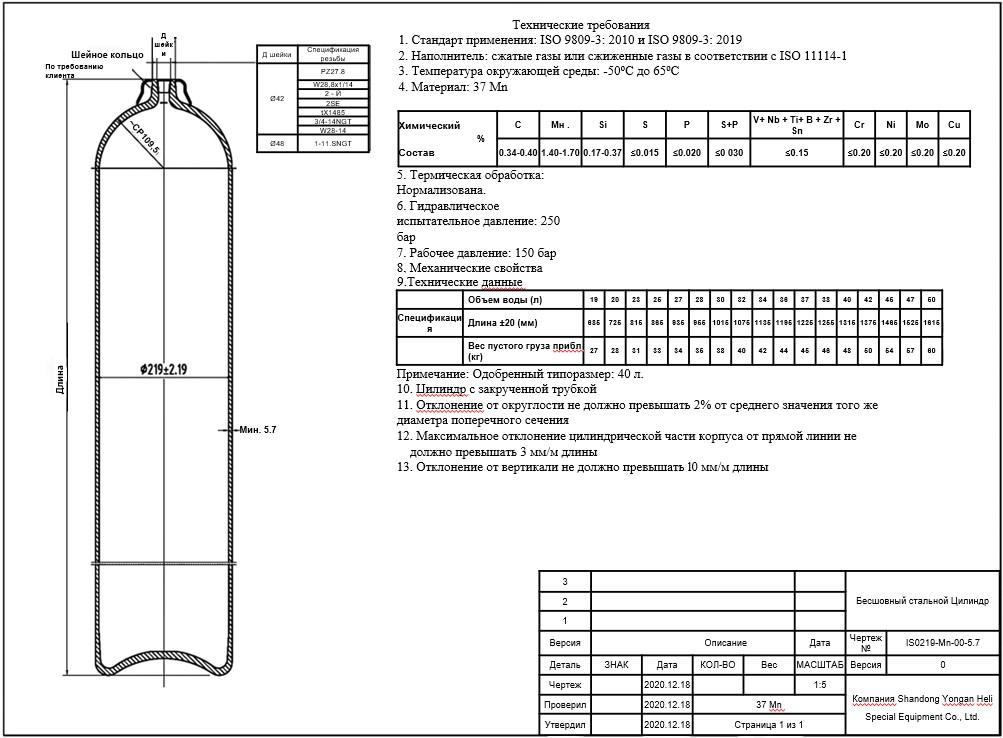 Технические требования
1. Стандарт применения: ISO 9809-3: 2010 и ISO 9809-3: 2019
2. Наполнитель: сжатые газы или сжиженные газы в соответствии с ISO 11114-1
3. Температура окружающей среды: -50⁰С до 65⁰С
4. Материал: 37 Mn
Д
шейк
и
Шейное кольцо
По требованию
клиента
~CP109.5.
Длина
Ø219±2.19
Мин. 5.7
Д шейки Спецификация резьбы
Ø42 PZ27.8
W28,8x1/14
2 - Й
2SE
tX1485
3/4-14NGT
W28-14
Ø48 1-11.SNGT
Химический % Состав C Мн . Si S P S+P V+ Nb + Ti+ B + Zr + Sn Cr Ni Mo Cu
0.34-0.40 1.40-1.70 0.17-0.37 ≤0.015 ≤0.020 ≤0 030 ≤0.15 ≤0.20 ≤0.20 ≤0.20 ≤0.20
5. Термическая обработка:
Нормализована.
6. Гидравлическое
испытательное давление: 250
бар
7. Рабочее давление: 150 бар
8, Механические свойства
9.Технические данные
Спецификаци
я
Объем воды (л) 19 20 23 25 27 28 30 32 34 36 37 38 40 42 45 47 50
Длина ±20 (мм) 695 725 815 865 935 955 1015 1075 1135 1195 1225 1255 1315 1375 1465 1525 1615
Вес пустого груза прибл.
(кг) 27 28 31 33 34 35 38 40 42 44 45 46 48 50 54 57 60
Примечание: Одобренный типоразмер: 40 л.
10. Цилиндр с закрученной трубкой
11. Отклонение от округлости не должно превышать 2% от среднего значения того же
диаметра поперечного сечения
12. Максимальное отклонение цилиндрической части корпуса от прямой линии не
должно превышать 3 мм/м длины
13. Отклонение от вертикали не должно превышать 10 мм/м длины
3
2
1
Бесшовный стальной Цилиндр
Версия Описание Дата Чертеж № IS0219-Mn-00-5.7
Деталь ЗНАК Дата КОЛ-ВО Вес МАСШТАБ Версия 0
Чертеж 2020.12.18 1:5
Проверил 2020.12.18 37 Mn
Утвердил 2020.12.18 Страница 1 из 1
Компания Shandong Yongan Heli
Special Equipment Co., Ltd.